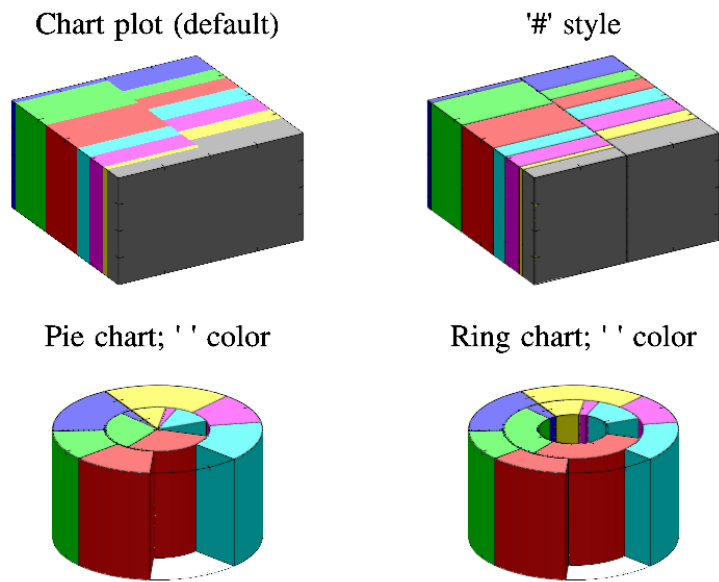 Chart plot (default)
'#' style
Pie chart; ' ' color
Ring chart; ' ' color